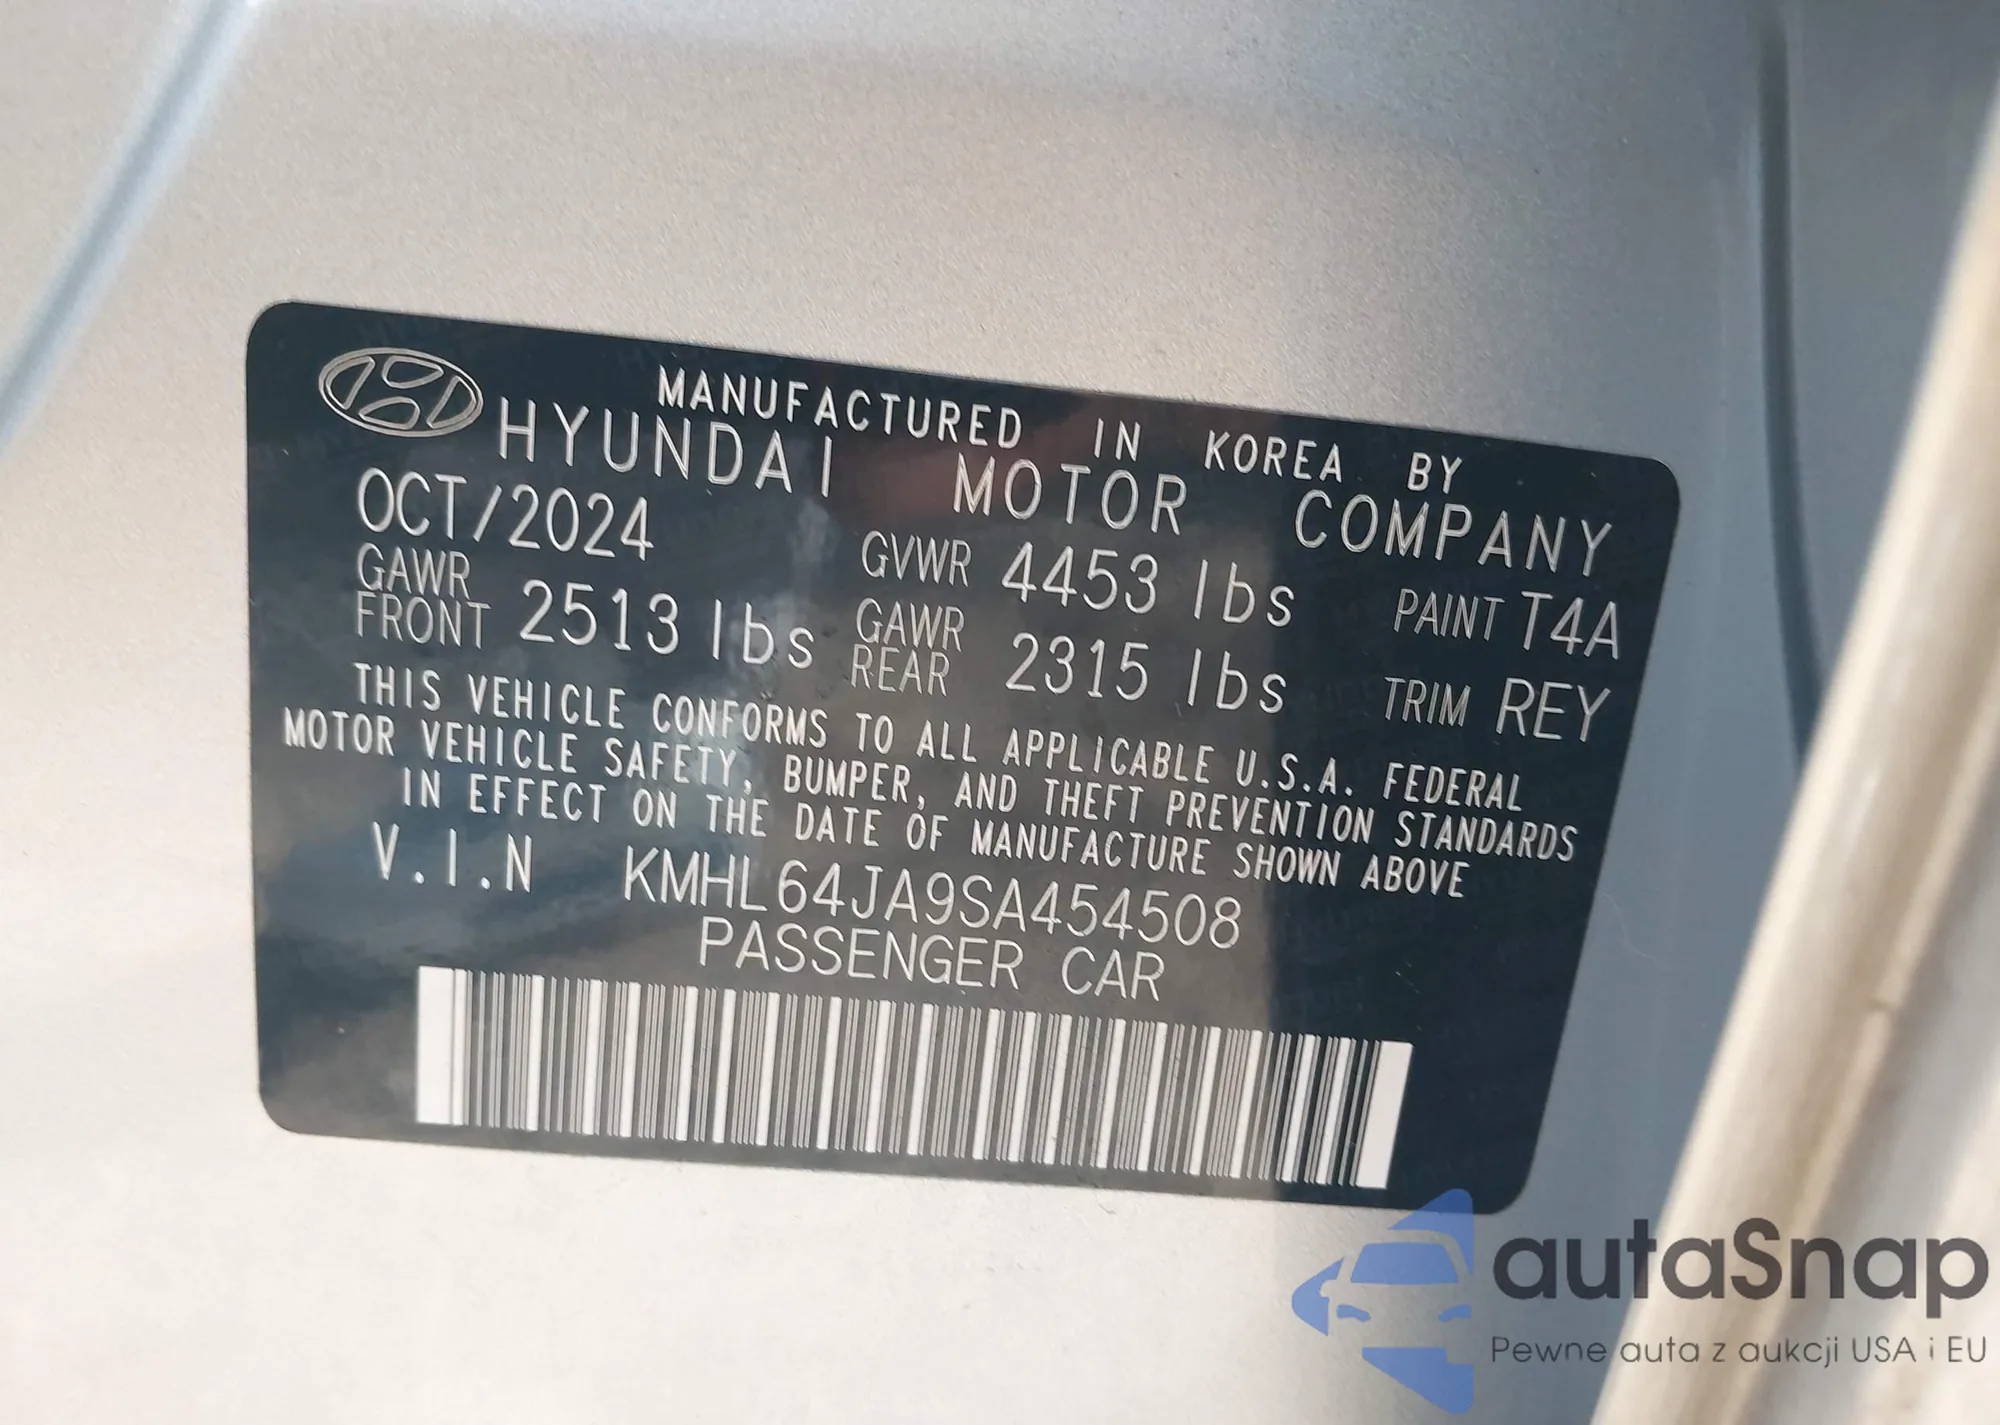 MANUFACTURED IN KOREA BY
HYUNDAI MOTOR COMPANY
OCT/2024 GVWR 4453 lbs PAINT T4A
GAWR FRONT 2513 lbs GAWR REAR 2315 lbs TRIM REY
THIS VEHICLE CONFORMS TO ALL APPLICABLE U.S.A. FEDERAL
MOTOR VEHICLE SAFETY, BUMPER, AND THEFT PREVENTION STANDARDS
IN EFFECT ON THE DATE OF MANUFACTURE SHOWN ABOVE
V.I.N KMHL64JA9SA454508
PASSENGER CAR
autaSnap
Pewne auta z aukcji USA i EU